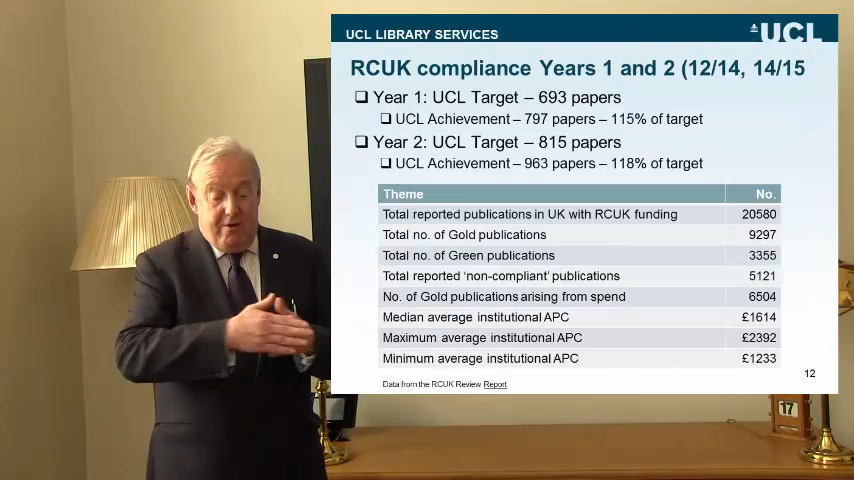 UCL LIBRARY SERVICES
UCL
RCUK compliance Years 1 and 2 (12/14, 14/15
❑ Year 1: UCL Target – 693 papers
❑ UCL Achievement – 797 papers – 115% of target
❑ Year 2: UCL Target – 815 papers
❑ UCL Achievement – 963 papers – 118% of target
Theme No.
Total reported publications in UK with RCUK funding 20580
Total no. of Gold publications 9297
Total no. of Green publications 3355
Total reported ‘non-compliant’ publications 5121
No. of Gold publications arising from spend 6504
Median average institutional APC £1614
Maximum average institutional APC £2392
Minimum average institutional APC £1233
12
Data from the RCUK Review Report
17